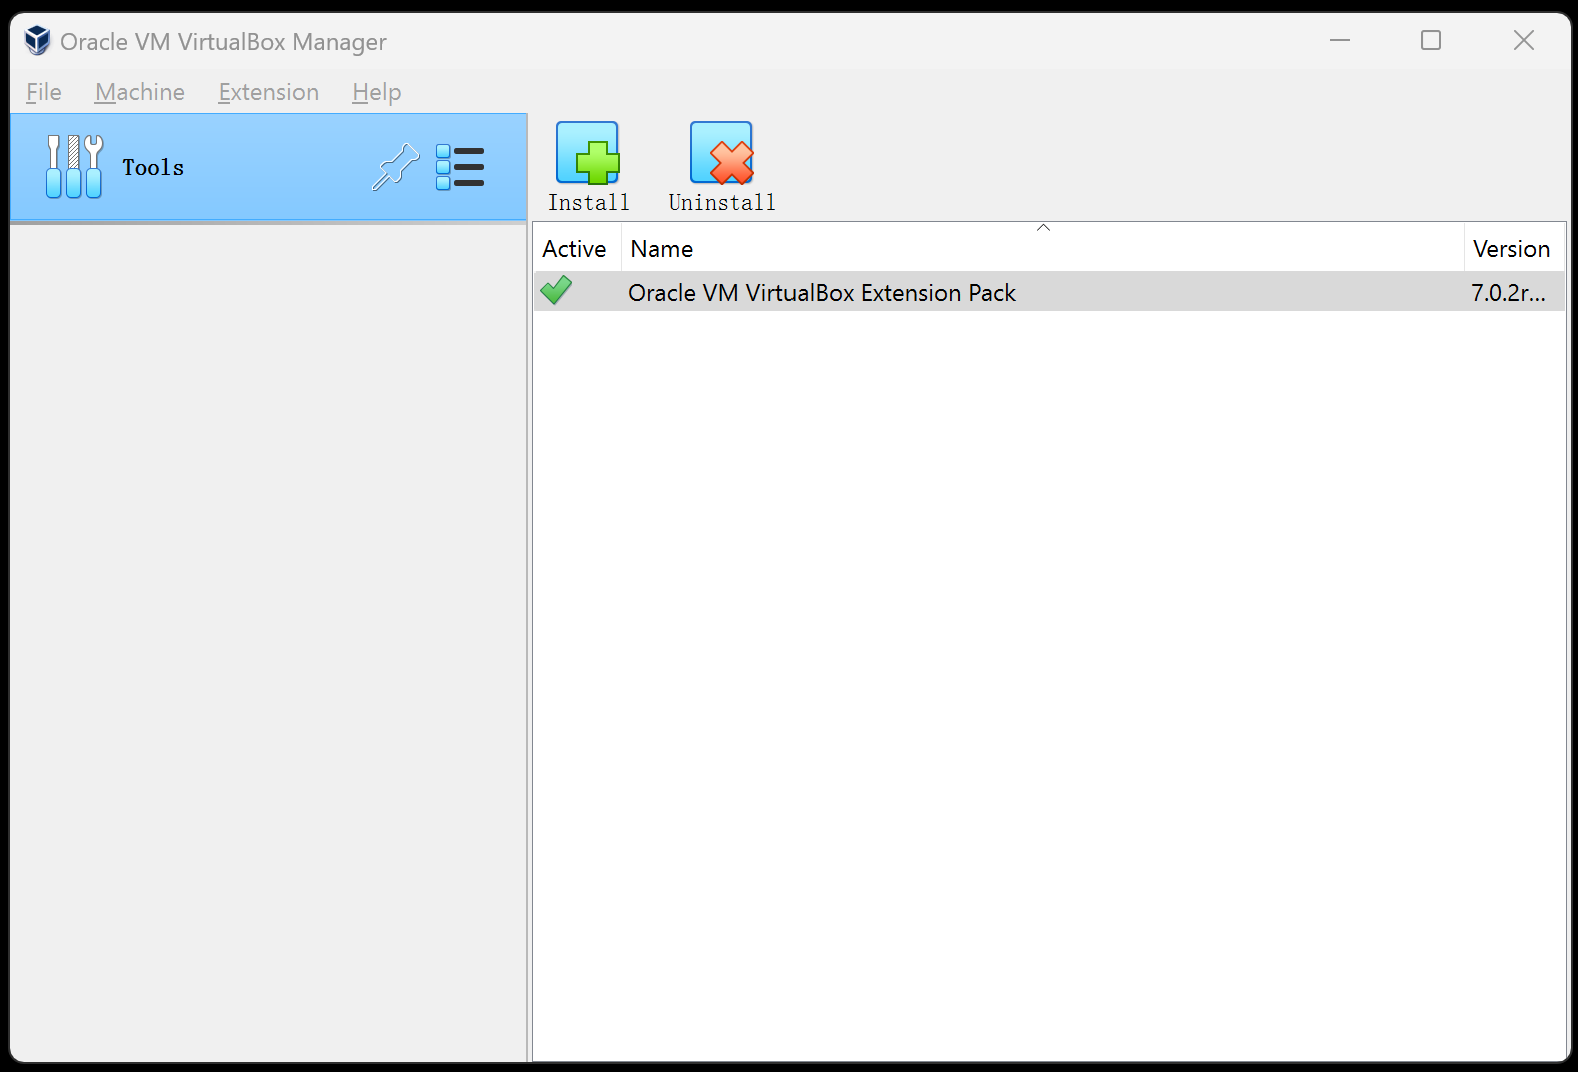 Oracle VM VirtualBox Manager
File Machine Extension Help
Tools
Install Uninstall
Active Name Version
Oracle VM VirtualBox Extension Pack 7.0.2r...